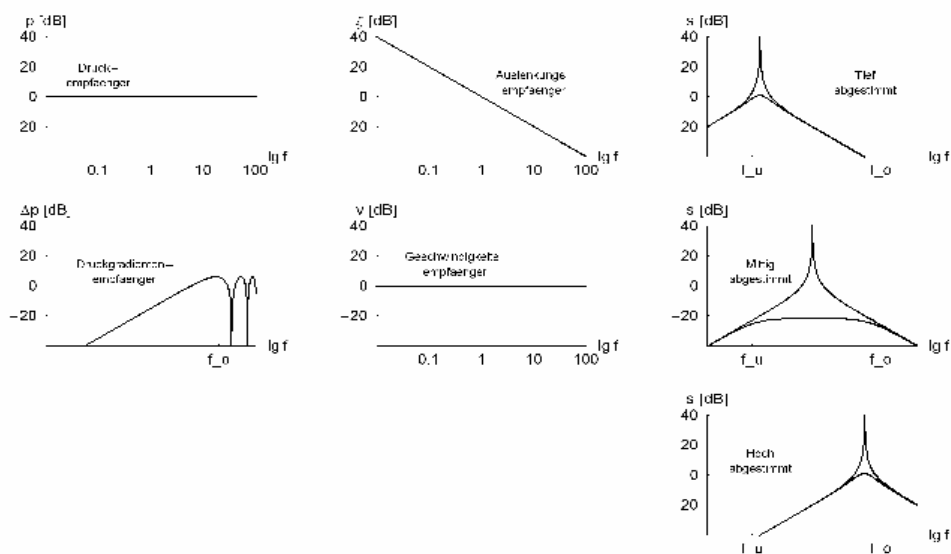 p [dB]
40
20
0
20
Druck-
empfaenger
0.1
1
10
100
lg f
ζ [dB]
40
20
0
20
Auslenkungs
empfaenger
0.1
1
10
100
lg f
s [dB]
40
20
0
20
Tief
abgestimmt
f_u
f_o
lg f
Δp [dB]
40
20
0
−20
Druckgradienten−
empfaenger
f_o
lg f
v [dB]
40
20
0
−20
Geschwindigkeits
empfaenger
0.1
1
10
100
lg f
s [dB]
40
20
0
−20
Mittig
abgestimmt
f_u
f_o
lg f
s [dB]
40
20
0
20
Hoch
abgestimmt
f_u
f_o
lg f